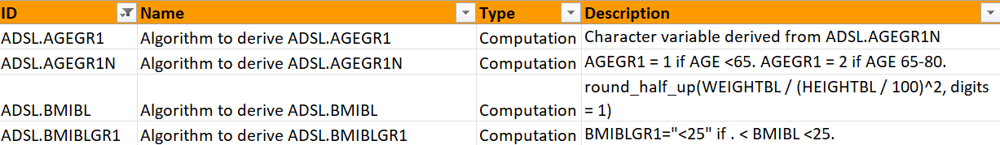 ID Name Type Description
ADSL.AGEGR1 Algorithm to derive ADSL.AGEGR1 Computation Character variable derived from ADSL.AGEGR1N
ADSL.AGEGR1N Algorithm to derive ADSL.AGEGR1N Computation AGEGR1 = 1 if AGE <65. AGEGR1 = 2 if AGE 65-80.
round_half_up(WEIGHTBL / (HEIGHTBL / 100)^2, digits
ADSL.BMIBL Algorithm to derive ADSL.BMIBL Computation = 1)
ADSL.BMIBLGR1 Algorithm to derive ADSL.BMIBLGR1 Computation BMIBLGR1="<25" if . < BMIBL <25.